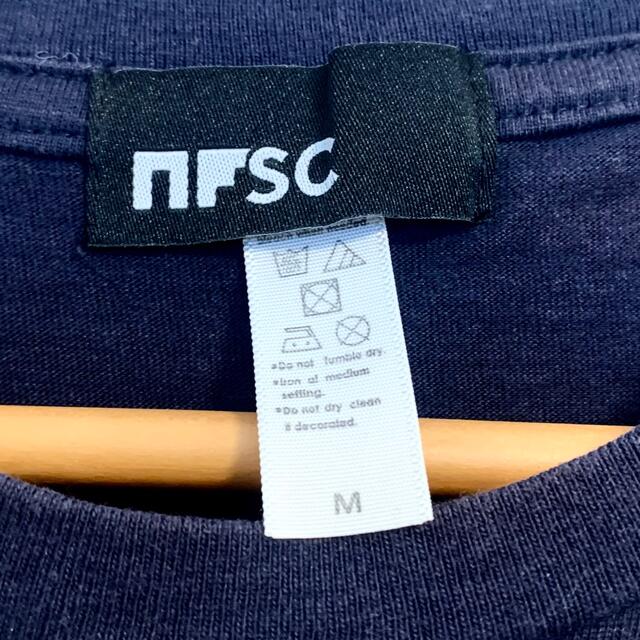 NFSC
*Do not tumble dry.
*Iron at medium
setting.
*Do not dry clean
if decorated.
M